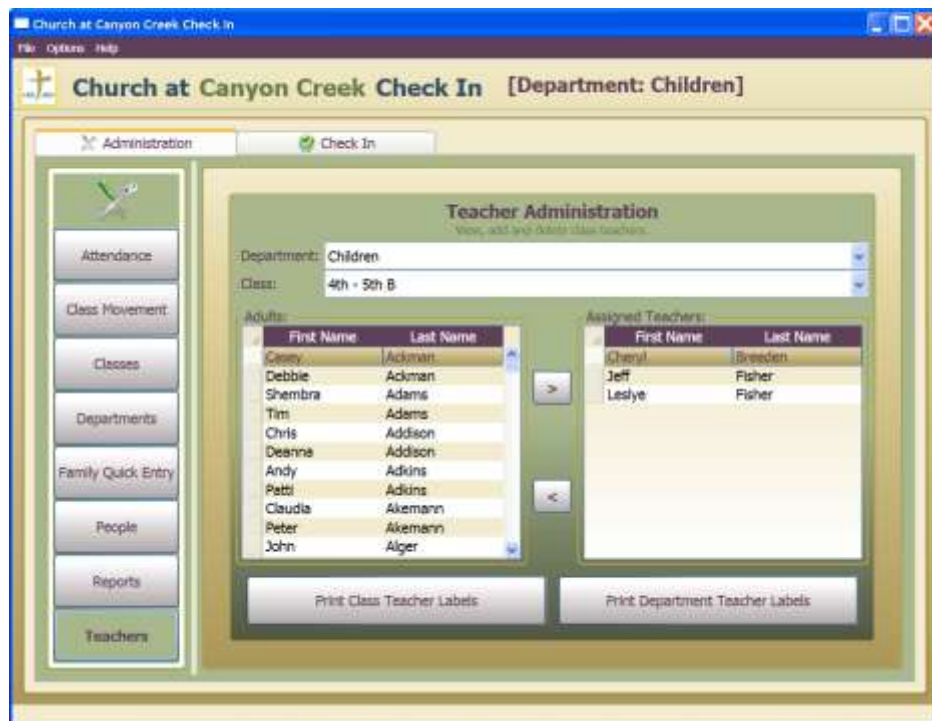 Church at Canyon Creek Check In
File Options Help
Church at Canyon Creek Check In [Department: Children]
Administration
Check In
Attendance
Class Movement
Classes
Departments
Family Quick Entry
People
Reports
Teachers
Teacher Administration
View, add and delete class teachers.
Department: Children
Class: 4th - 5th B
Adults:
First Name Last Name
Casey Ackman
Debbie Ackman
Shembra Adams
Tim Adams
Chris Addison
Deanna Addison
Andy Adkins
Patti Adkins
Claudia Akemann
Peter Akemann
John Alger
>
<
Assigned Teachers:
First Name Last Name
Cheryl Breeden
Jeff Fisher
Leslye Fisher
Print Class Teacher Labels
Print Department Teacher Labels